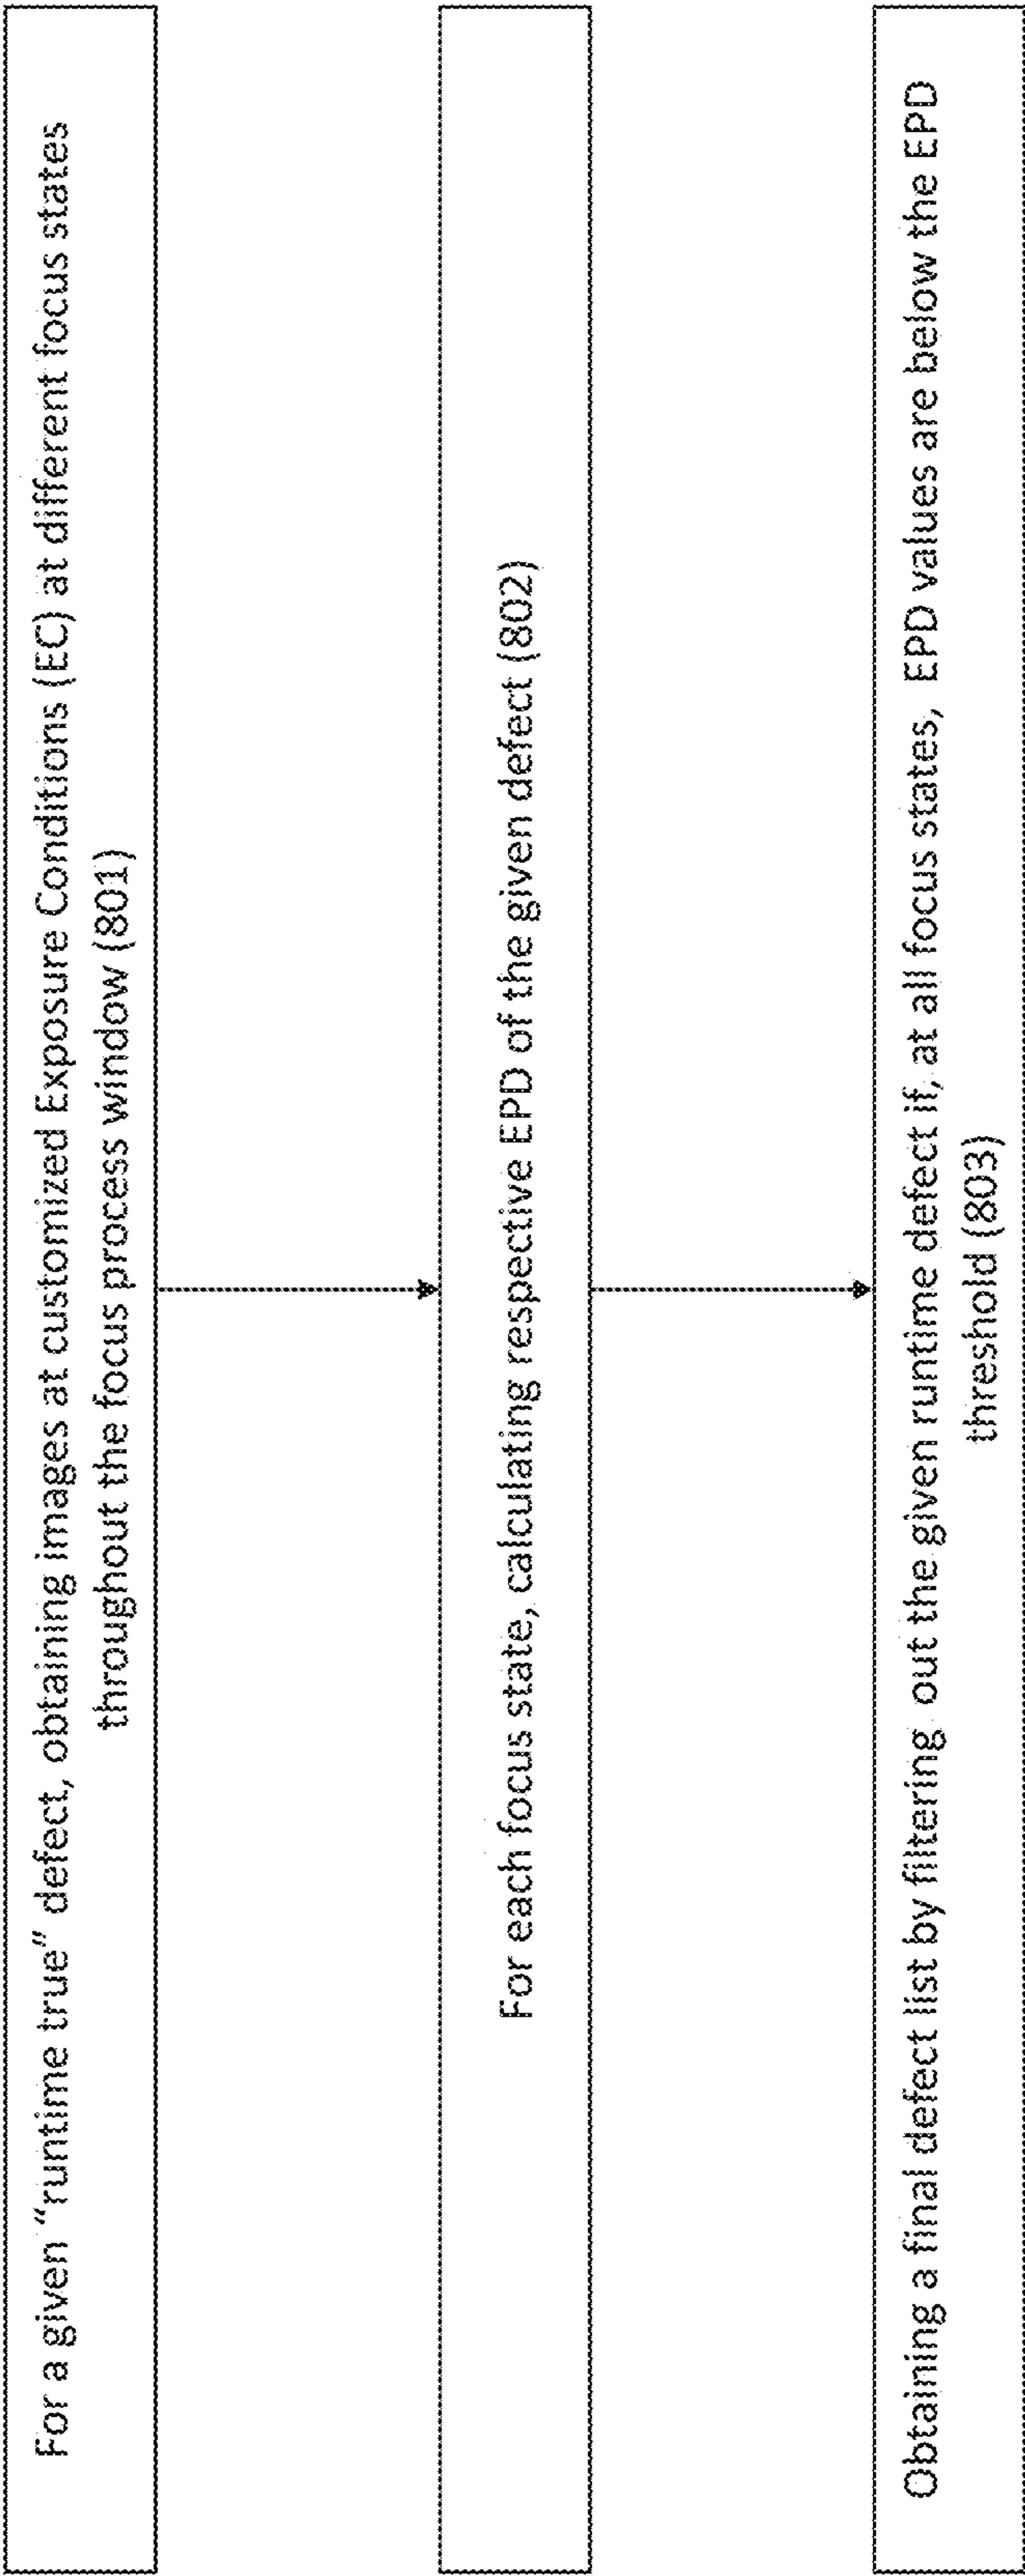 For a given “runtime true” defect, obtaining images at customized Exposure Conditions (EC) at different focus states
throughout the focus process window (801)
For each focus state, calculating respective EPD of the given defect (802)
Obtaining a final defect list by filtering out the given runtime defect if, at all focus states, EPD values are below the EPD
threshold (803)